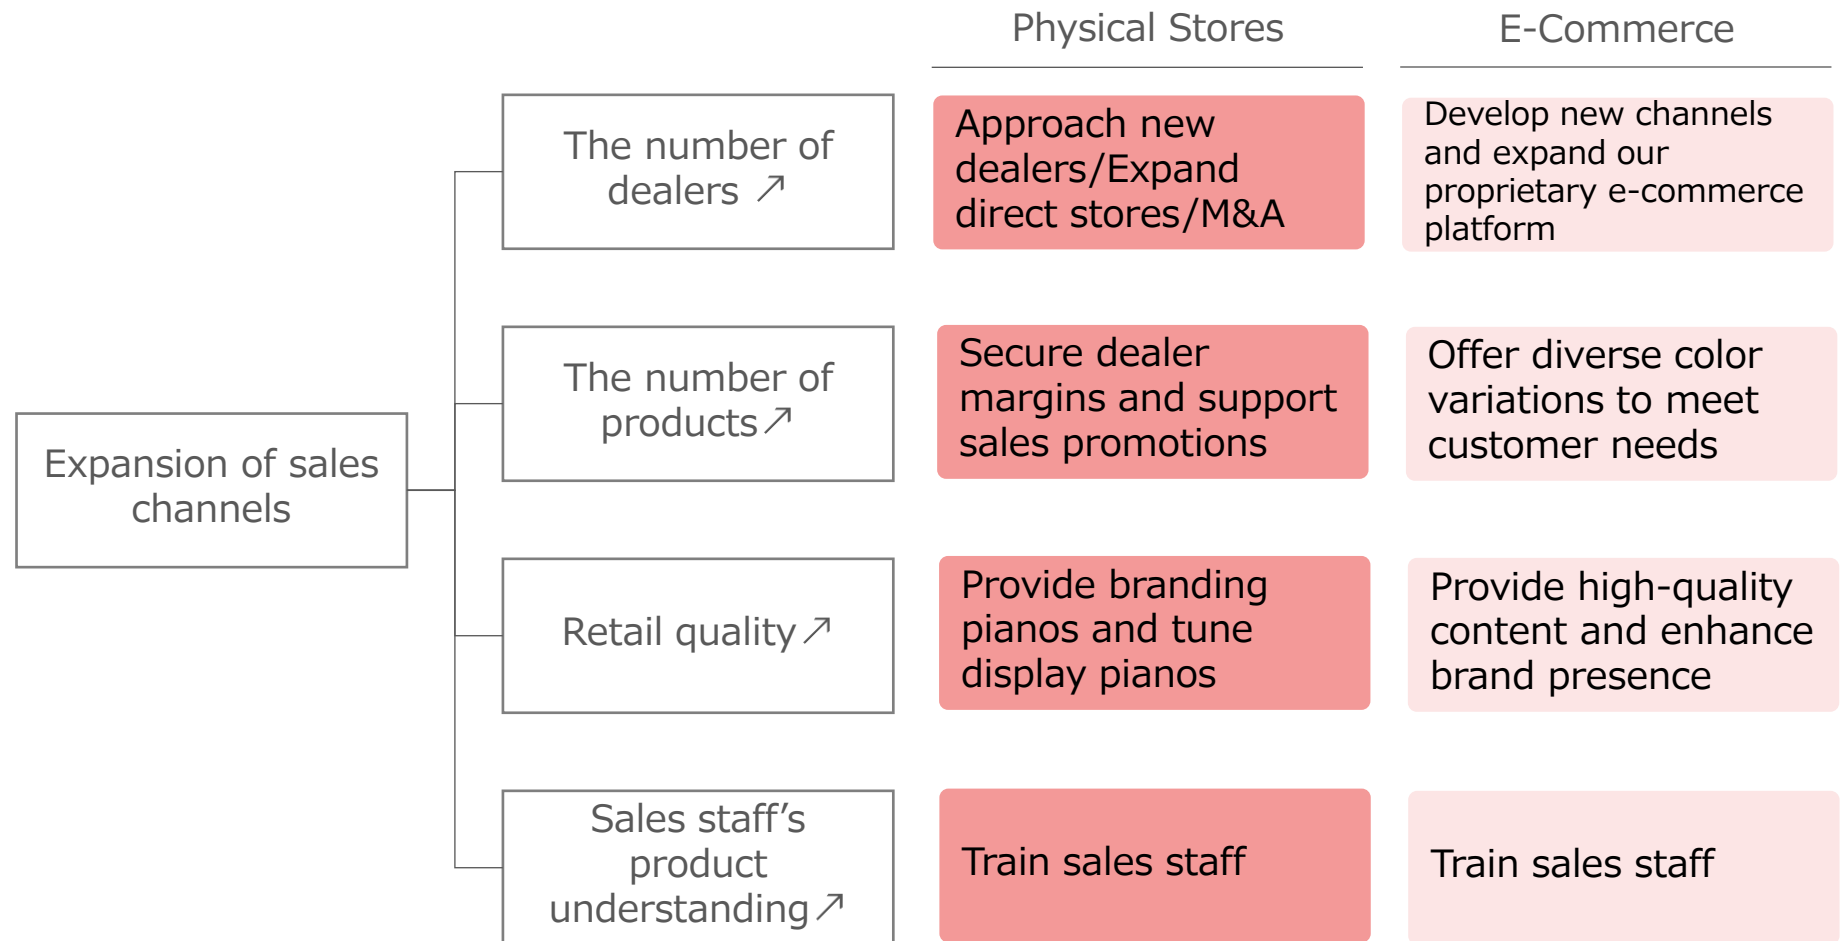 Physical Stores
E-Commerce
Expansion of sales
channels
The number of
dealers ↗
Approach new
dealers/Expand
direct stores/M&A
Develop new channels
and expand our
proprietary e-commerce
platform
The number of
products↗
Secure dealer
margins and support
sales promotions
Offer diverse color
variations to meet
customer needs
Retail quality↗
Provide branding
pianos and tune
display pianos
Provide high-quality
content and enhance
brand presence
Sales staff’s
product
understanding↗
Train sales staff
Train sales staff